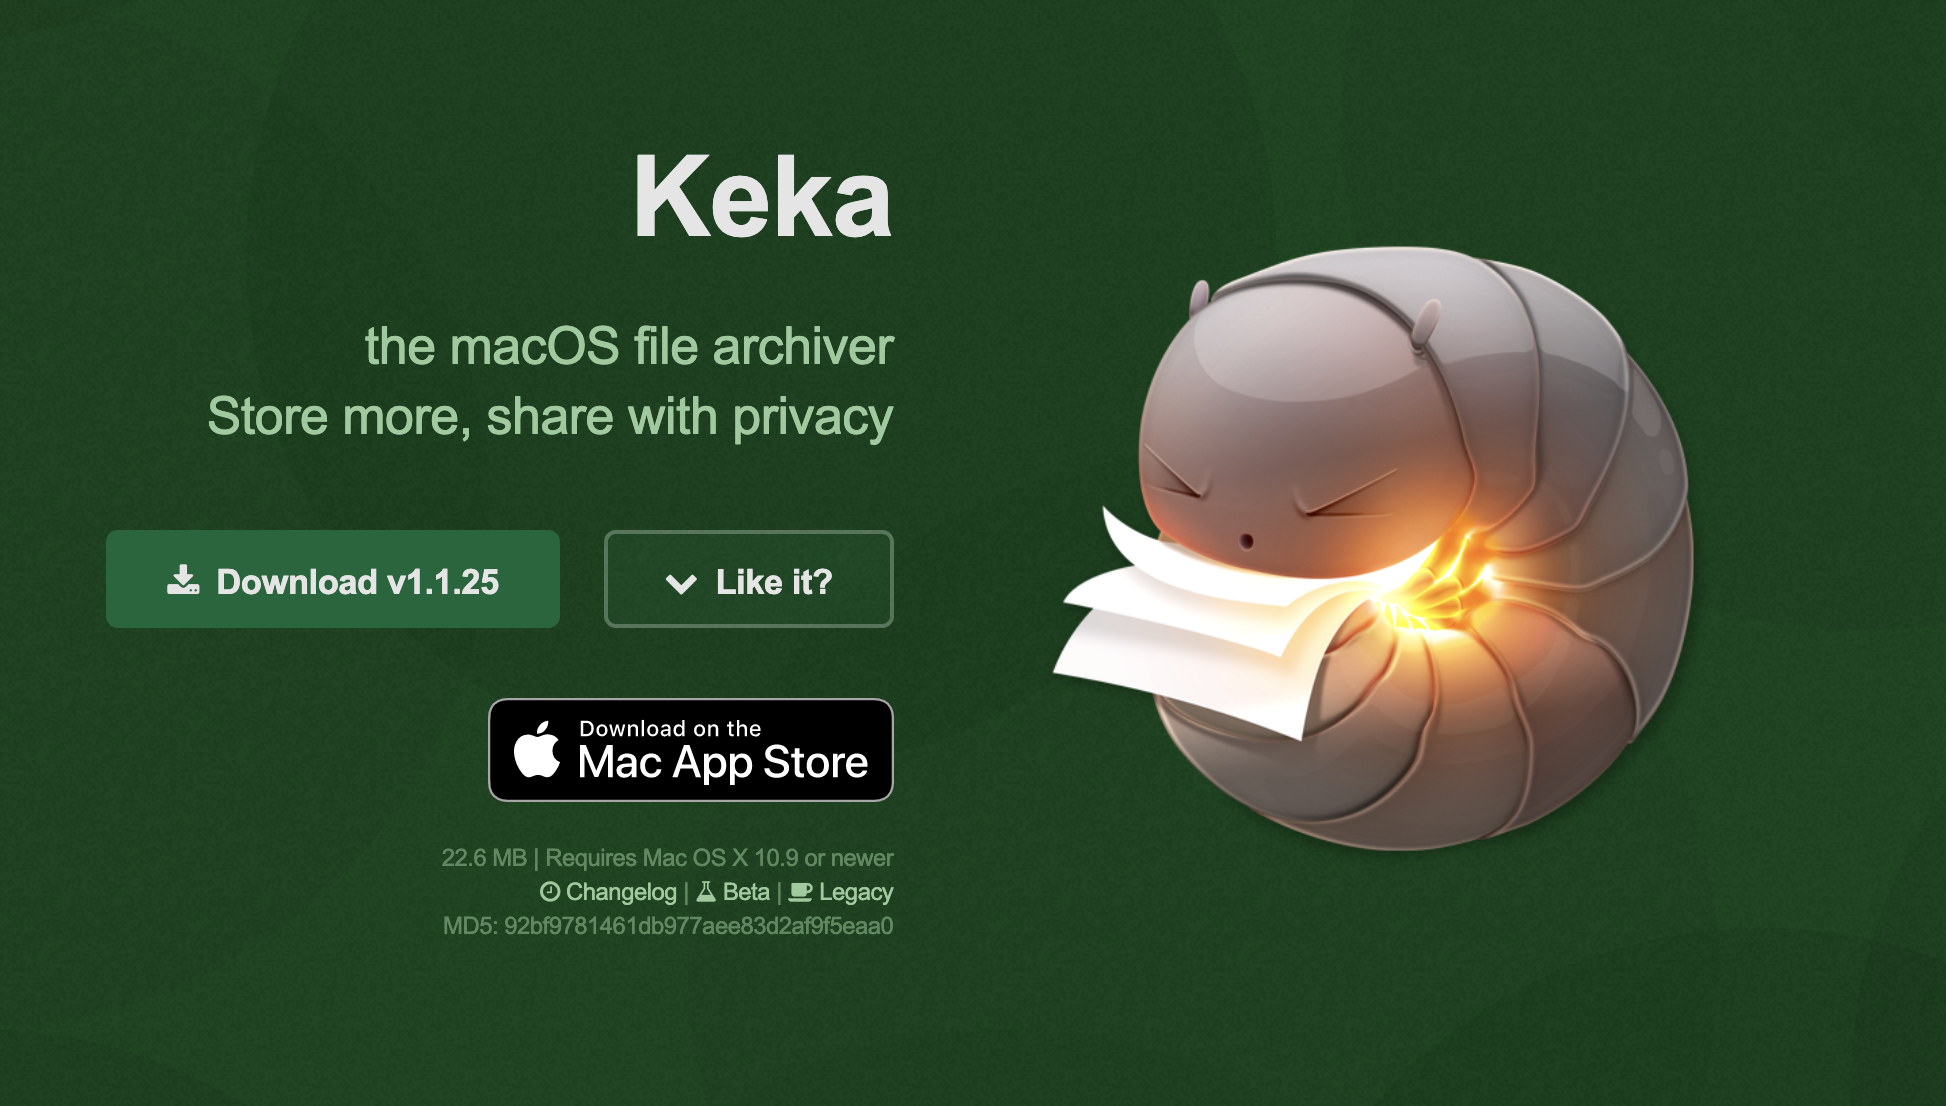 Keka
the macOS file archiver
Store more, share with privacy
Download v1.1.25
Like it?
Download on the
Mac App Store
22.6 MB | Requires Mac OS X 10.9 or newer
Changelog | Beta | Legacy
MD5: 92bf9781461db977aee83d2af9f5eaa0